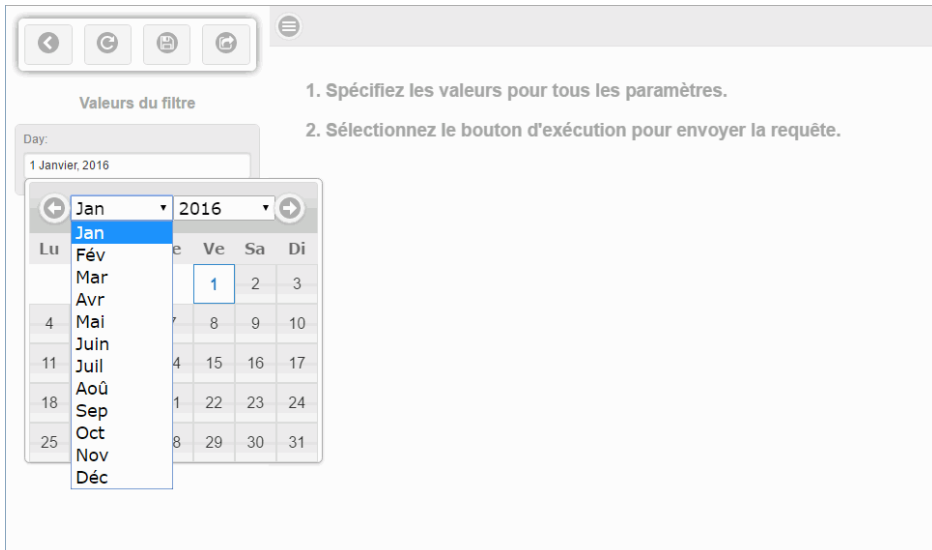 Valeurs du filtre
Day:
1 Janvier, 2016
1. Spécifiez les valeurs pour tous les paramètres.
2. Sélectionnez le bouton d'exécution pour envoyer la requête.
Jan 2016
Jan
Fév
Mar
Avr
Mai
Juin
Juil
Aoû
Sep
Oct
Nov
Déc
Lu e Ve Sa Di
1 2 3
4 7 8 9 10
11 4 15 16 17
18 1 22 23 24
25 8 29 30 31